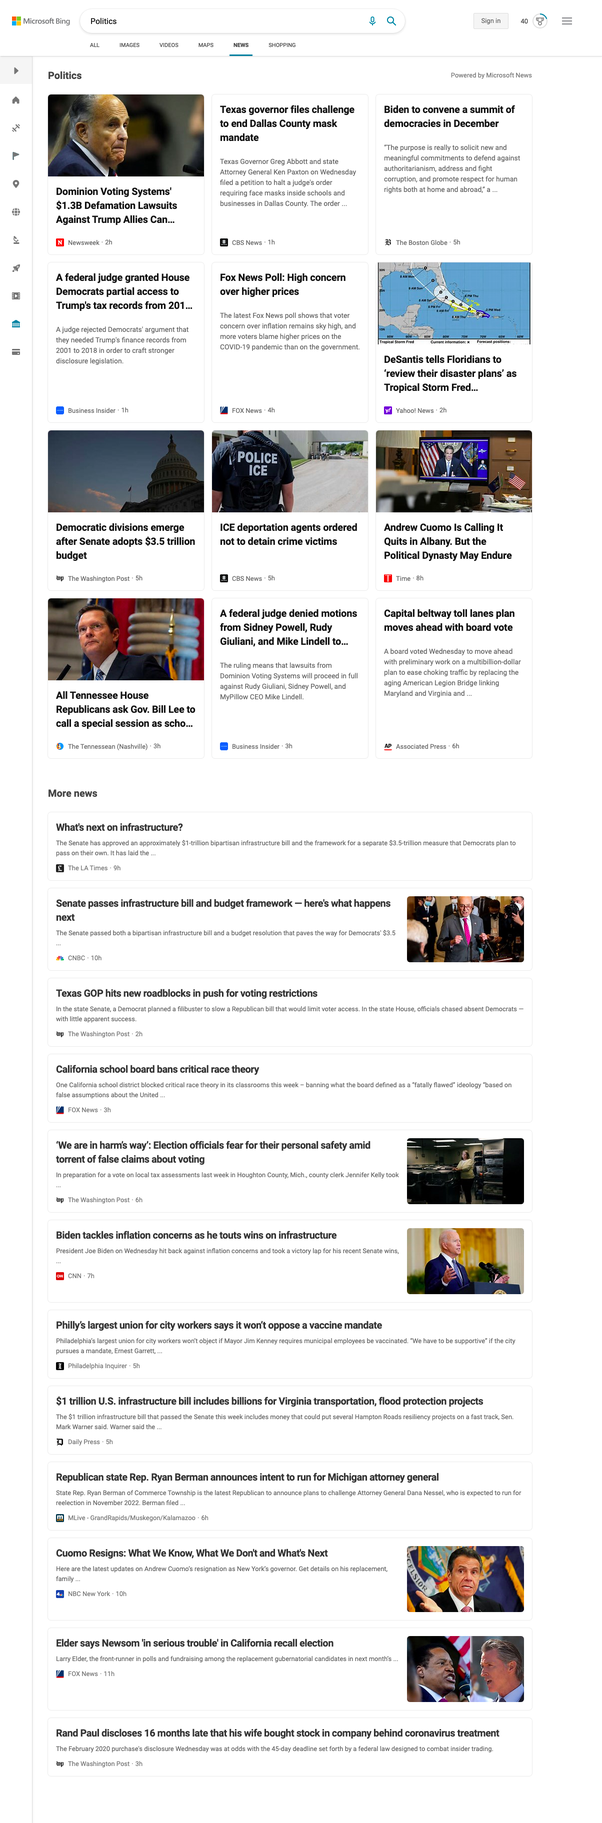 Microsoft Bing
Politics
Sign in
40
ALL
IMAGES
VIDEOS
MAPS
NEWS
SHOPPING
Politics
Powered by Microsoft News
Dominion Voting Systems'
$1.3B Defamation Lawsuits
Against Trump Allies Can...
Newsweek · 2h
Texas governor files challenge
to end Dallas County mask
mandate
Texas Governor Greg Abbott and state
Attorney General Ken Paxton on Wednesday
filed a petition to halt a judge's order
requiring face masks inside schools and
businesses in Dallas County. The order ...
CBS News · 1h
Biden to convene a summit of
democracies in December
"The purpose is really to solicit new and
meaningful commitments to defend against
authoritarianism, address and fight
corruption, and promote respect for human
rights both at home and abroad," a ...
The Boston Globe · 5h
A federal judge granted House
Democrats partial access to
Trump's tax records from 201...
A judge rejected Democrats' argument that
they needed Trump's finance records from
2001 to 2018 in order to craft stronger
disclosure legislation.
Business Insider · 1h
Fox News Poll: High concern
over higher prices
The latest Fox News poll shows that voter
concern over inflation remains sky high, and
more voters blame higher prices on the
COVID-19 pandemic than on the government.
FOX News · 4h
Tropical Storm Fred
Current information: x
Forecast positions:
DeSantis tells Floridians to
'review their disaster plans' as
Tropical Storm Fred...
Yahoo! News · 2h
Democratic divisions emerge
after Senate adopts $3.5 trillion
budget
The Washington Post · 5h
POLICE
ICE
ICE deportation agents ordered
not to detain crime victims
CBS News · 5h
Andrew Cuomo Is Calling It
Quits in Albany. But the
Political Dynasty May Endure
Time · 8h
All Tennessee House
Republicans ask Gov. Bill Lee to
call a special session as scho...
The Tennessean (Nashville) · 3h
A federal judge denied motions
from Sidney Powell, Rudy
Giuliani, and Mike Lindell to...
The ruling means that lawsuits from
Dominion Voting Systems will proceed in full
against Rudy Giuliani, Sidney Powell, and
MyPillow CEO Mike Lindell.
Business Insider · 3h
Capital beltway toll lanes plan
moves ahead with board vote
A board voted Wednesday to move ahead
with preliminary work on a multibillion-dollar
plan to ease choking traffic by replacing the
aging American Legion Bridge linking
Maryland and Virginia and ...
AP
Associated Press · 6h
More news
What's next on infrastructure?
The Senate has approved an approximately $1-trillion bipartisan infrastructure bill and the framework for a separate $3.5-trillion measure that Democrats plan to
pass on their own. It has laid the ...
The LA Times · 9h
Senate passes infrastructure bill and budget framework — here's what happens
next
The Senate passed both a bipartisan infrastructure bill and a budget resolution that paves the way for Democrats' $3.5
...
CNBC · 10h
Texas GOP hits new roadblocks in push for voting restrictions
In the state Senate, a Democrat planned a filibuster to slow a Republican bill that would limit voter access. In the state House, officials chased absent Democrats —
with little apparent success.
The Washington Post · 2h
California school board bans critical race theory
One California school district blocked critical race theory in its classrooms this week – banning what the board defined as a "fatally flawed" ideology "based on
false assumptions about the United ...
FOX News · 3h
'We are in harm's way': Election officials fear for their personal safety amid
torrent of false claims about voting
In preparation for a vote on local tax assessments last week in Houghton County, Mich., county clerk Jennifer Kelly took
...
The Washington Post · 6h
Biden tackles inflation concerns as he touts wins on infrastructure
President Joe Biden on Wednesday hit back against inflation concerns and took a victory lap for his recent Senate wins,
...
CNN · 7h
Philly's largest union for city workers says it won't oppose a vaccine mandate
Philadelphia's largest union for city workers won't object if Mayor Jim Kenney requires municipal employees be vaccinated. "We have to be supportive" if the city
pursues a mandate, Ernest Garrett, ...
Philadelphia Inquirer · 5h
$1 trillion U.S. infrastructure bill includes billions for Virginia transportation, flood protection projects
The $1 trillion infrastructure bill that passed the Senate this week includes money that could put several Hampton Roads resiliency projects on a fast track, Sen.
Mark Warner said. Warner said the ...
Daily Press · 5h
Republican state Rep. Ryan Berman announces intent to run for Michigan attorney general
State Rep. Ryan Berman of Commerce Township is the latest Republican to announce plans to challenge Attorney General Dana Nessel, who is expected to run for
reelection in November 2022. Berman filed ...
MLive - GrandRapids/Muskegon/Kalamazoo · 6h
Cuomo Resigns: What We Know, What We Don't and What's Next
Here are the latest updates on Andrew Cuomo's resignation as New York's governor. Get details on his replacement,
family ...
NBC New York · 10h
Elder says Newsom 'in serious trouble' in California recall election
Larry Elder, the front-runner in polls and fundraising among the replacement gubernatorial candidates in next month's ...
FOX News · 11h
Rand Paul discloses 16 months late that his wife bought stock in company behind coronavirus treatment
The February 2020 purchase's disclosure Wednesday was at odds with the 45-day deadline set forth by a federal law designed to combat insider trading.
The Washington Post · 3h